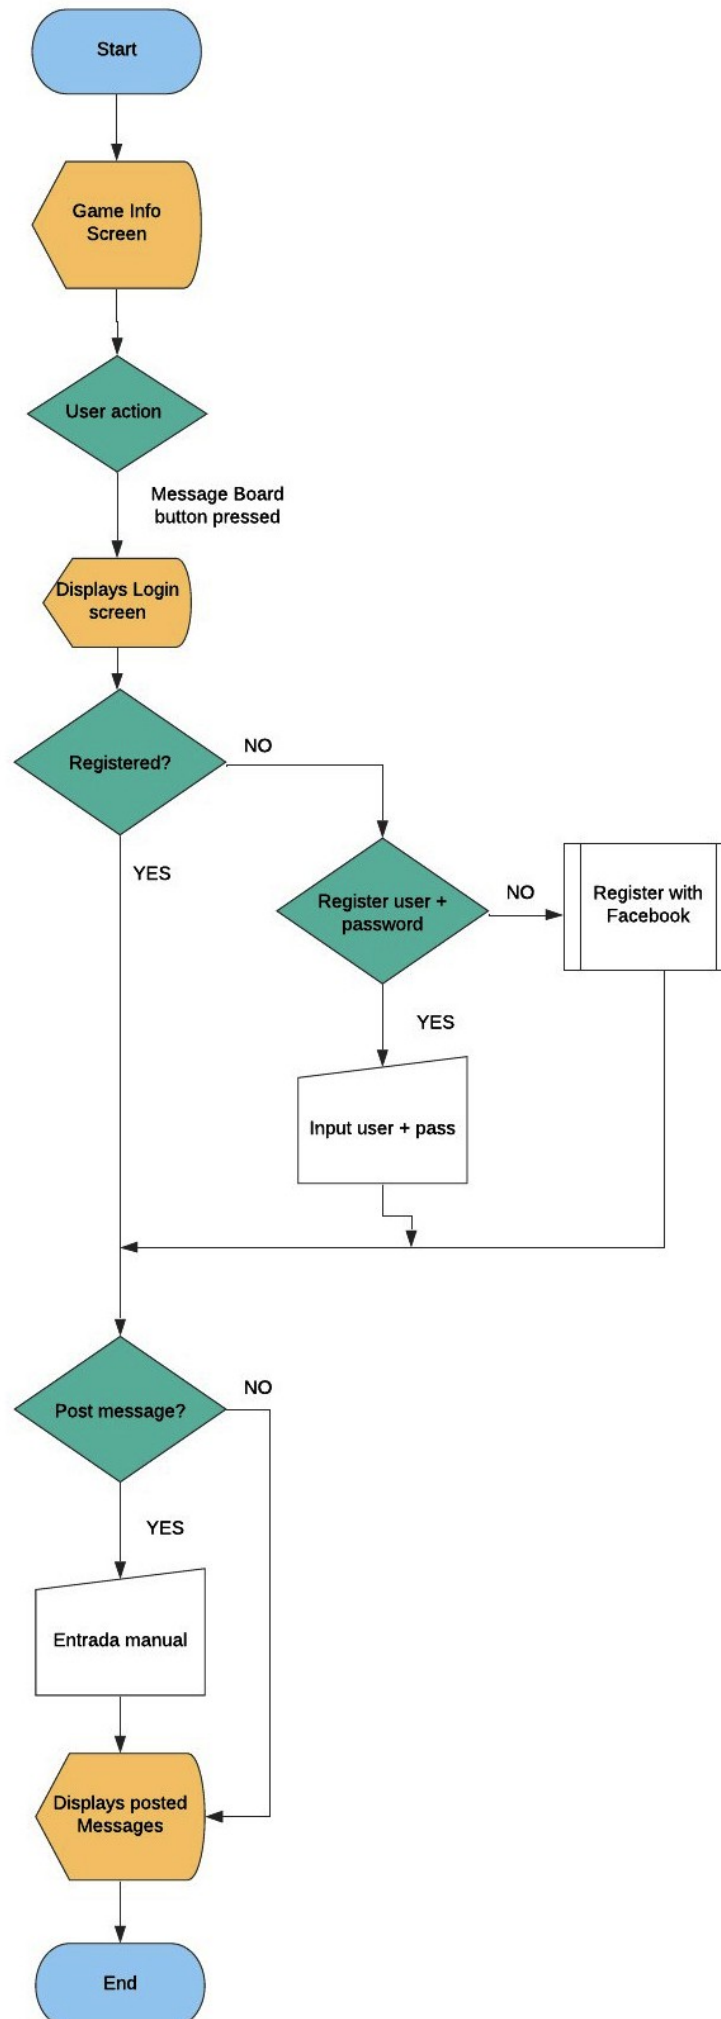 Start
Game Info
Screen
User action
Message Board
button pressed
Displays Login
screen
Registered?
NO
YES
Register user +
password
NO
Register with
Facebook
YES
Input user + pass
Post message?
NO
YES
Entrada manual
Displays posted
Messages
End